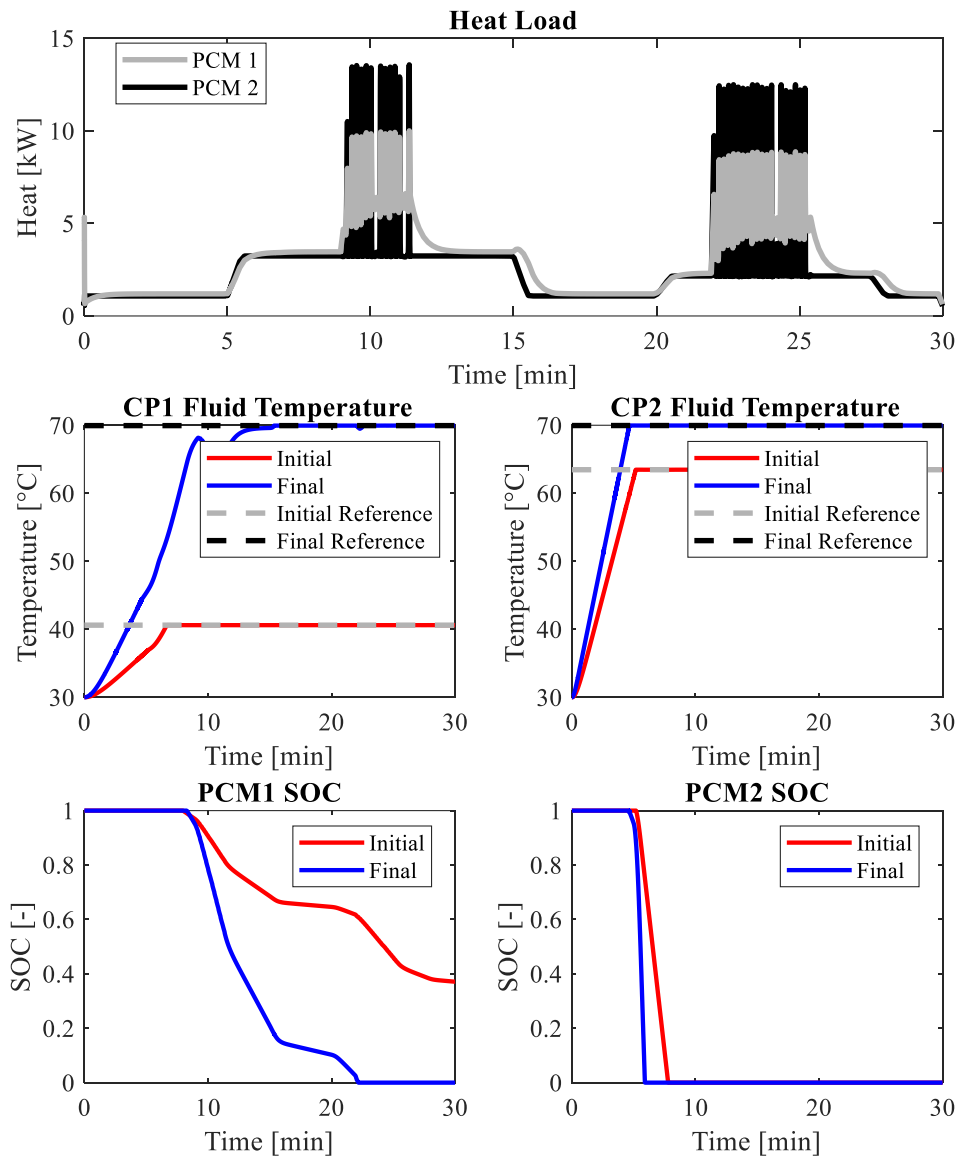 Heat Load
15
10
5
0
Heat [kW]
PCM 1
PCM 2
0 5 10 15 20 25 30
Time [min]
CP1 Fluid Temperature
70
60
50
40
30
Temperature [°C]
Initial
Final
Initial Reference
Final Reference
0 10 20 30
Time [min]
CP2 Fluid Temperature
70
60
50
40
30
Temperature [°C]
Initial
Final
Initial Reference
Final Reference
0 10 20 30
Time [min]
PCM1 SOC
1
0.8
0.6
0.4
0.2
0
SOC [-]
Initial
Final
0 10 20 30
Time [min]
PCM2 SOC
1
0.8
0.6
0.4
0.2
0
SOC [-]
Initial
Final
0 10 20 30
Time [min]